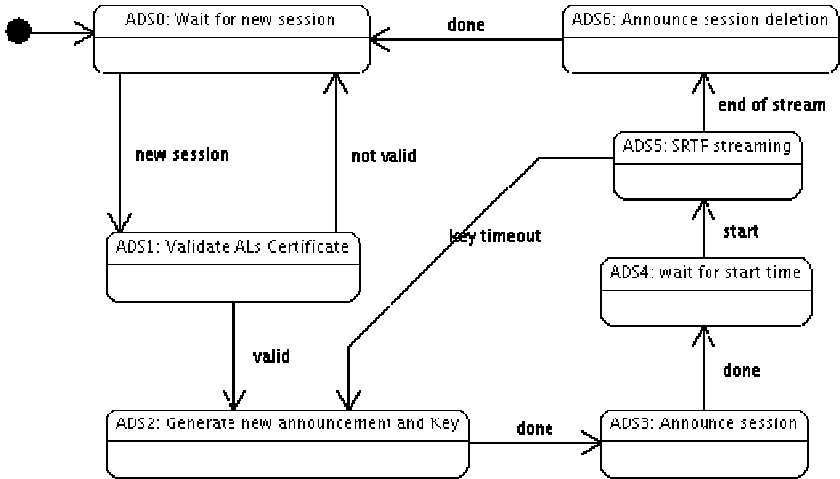 ADS0: Wait for new session
done
ADS6: Announce session deletion
end of stream
new session
not valid
ADS5: SRTF streaming
key timeout
start
ADS1: Validate ALs Certificate
ADS4: wait for start time
valid
done
ADS2: Generate new announcement and Key
done
ADS3: Announce session